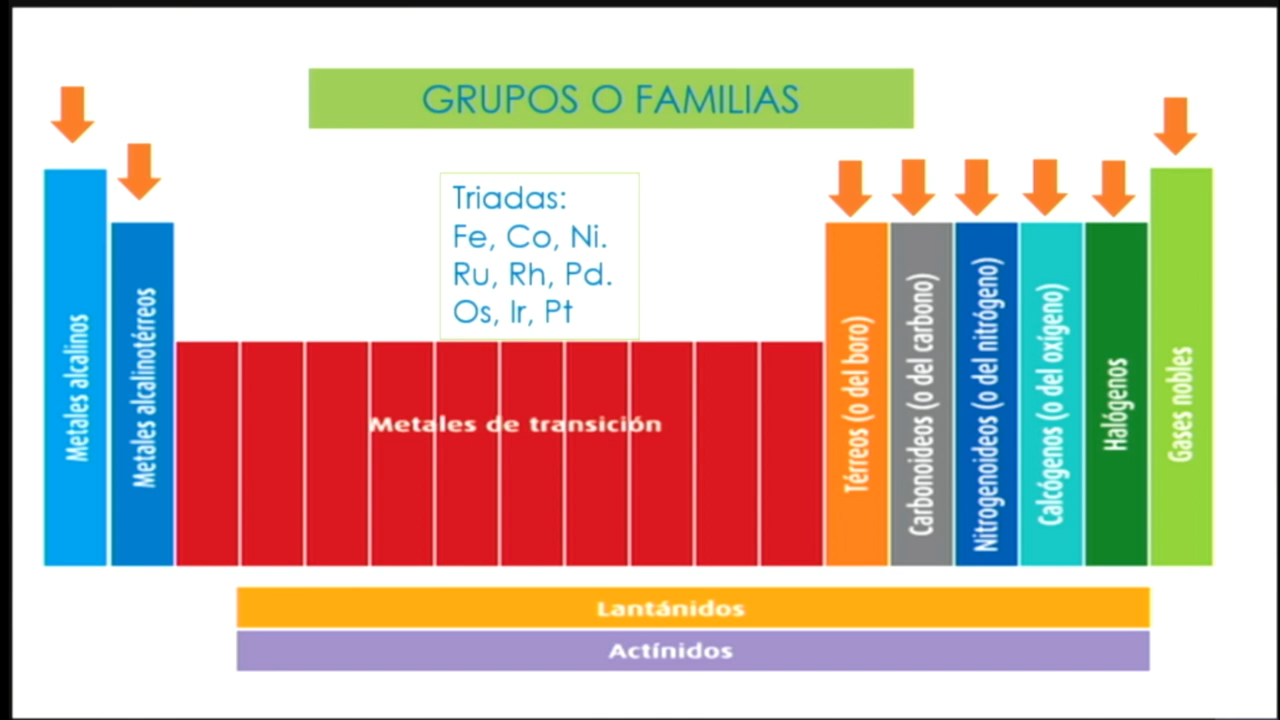 GRUPOS O FAMILIAS
Triadas:
Fe, Co, Ni.
Ru, Rh, Pd.
Os, Ir, Pt
Metales alcalinos
Metales alcalinotérreos
Metales de transición
Térreos (o del boro)
Carbonoideos (o del carbono)
Nitrogenoideos (o del nitrógeno)
Calcógenos (o del oxígeno)
Halógenos
Gases nobles
Lantánidos
Actínidos